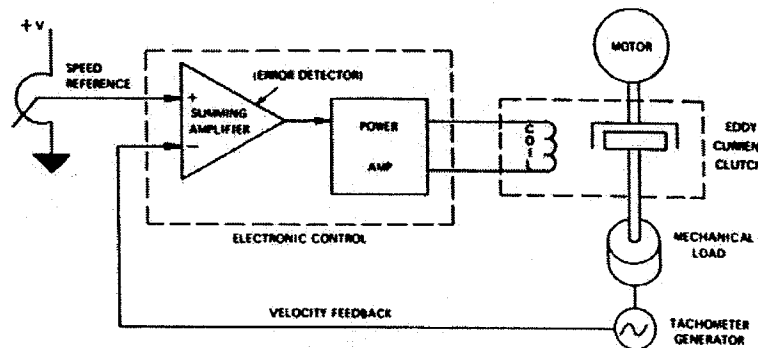 +V
SPEED
REFERENCE
(ERROR DETECTOR)
+
SUMMING
AMPLIFIER
−
POWER
AMP
ELECTRONIC CONTROL
COIL
MOTOR
EDDY
CURREN
CLUTCH
MECHANICAL
LOAD
VELOCITY FEEDBACK
TACHOMETER
GENERATOR